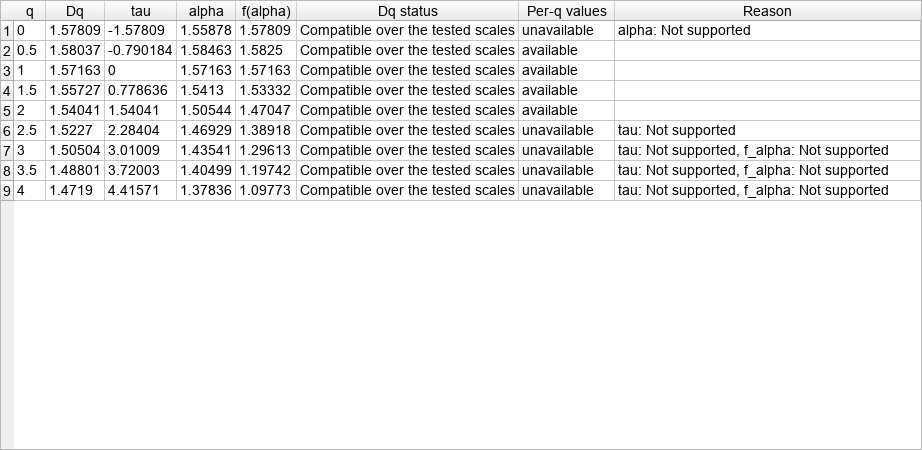 q Dq tau alpha f(alpha) Dq status Per-q values Reason
1 0 1.57809 -1.57809 1.55878 1.57809 Compatible over the tested scales unavailable alpha: Not supported
2 0.5 1.58037 -0.790184 1.58463 1.5825 Compatible over the tested scales available
3 1 1.57163 0 1.57163 1.57163 Compatible over the tested scales available
4 1.5 1.55727 0.778636 1.5413 1.53332 Compatible over the tested scales available
5 2 1.54041 1.54041 1.50544 1.47047 Compatible over the tested scales available
6 2.5 1.5227 2.28404 1.46929 1.38918 Compatible over the tested scales unavailable tau: Not supported
7 3 1.50504 3.01009 1.43541 1.29613 Compatible over the tested scales unavailable tau: Not supported, f_alpha: Not supported
8 3.5 1.48801 3.72003 1.40499 1.19742 Compatible over the tested scales unavailable tau: Not supported, f_alpha: Not supported
9 4 1.4719 4.41571 1.37836 1.09773 Compatible over the tested scales unavailable tau: Not supported, f_alpha: Not supported